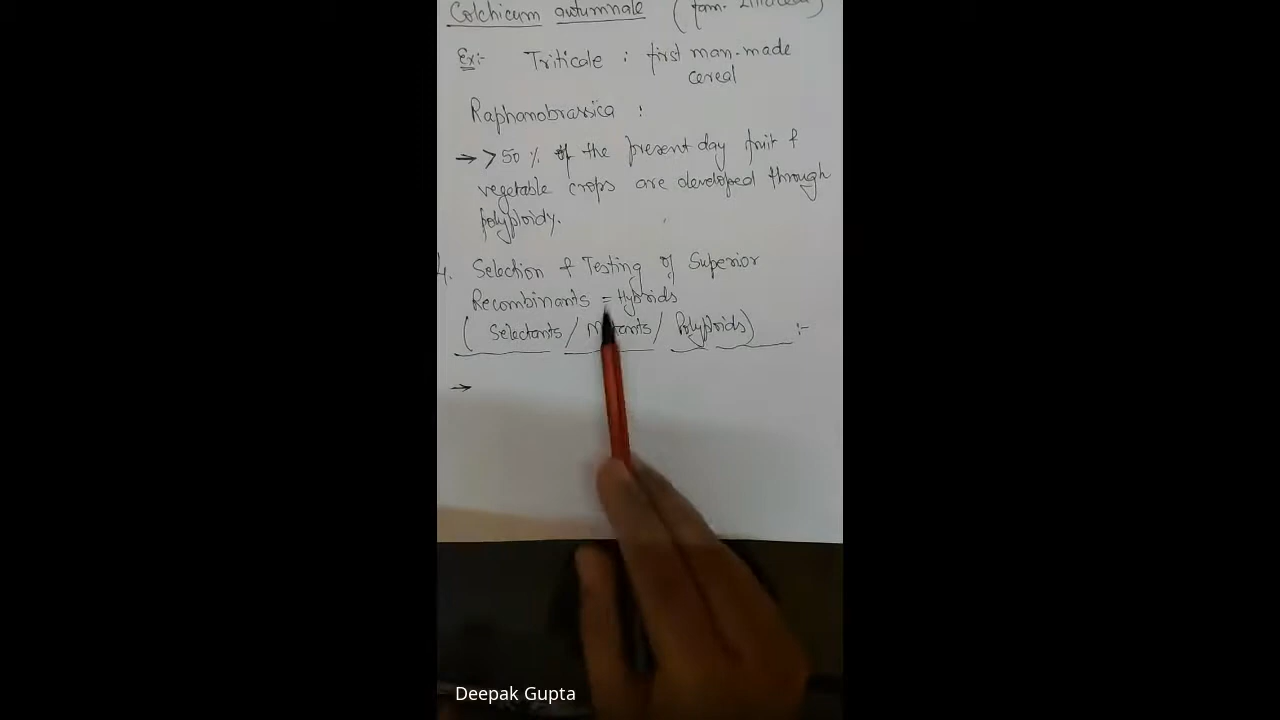 Colchicum autumnale (fam.
Ex:- Triticale : first man-made
cereal
Raphanobrassica :
→ > 50 % of the present day fruit &
vegetable crops are developed through
polyploidy.
4. Selection & Testing of Superior
Recombinants = Hybrids
( Selectants / Mutants / Polyploids) :-
→
Deepak Gupta